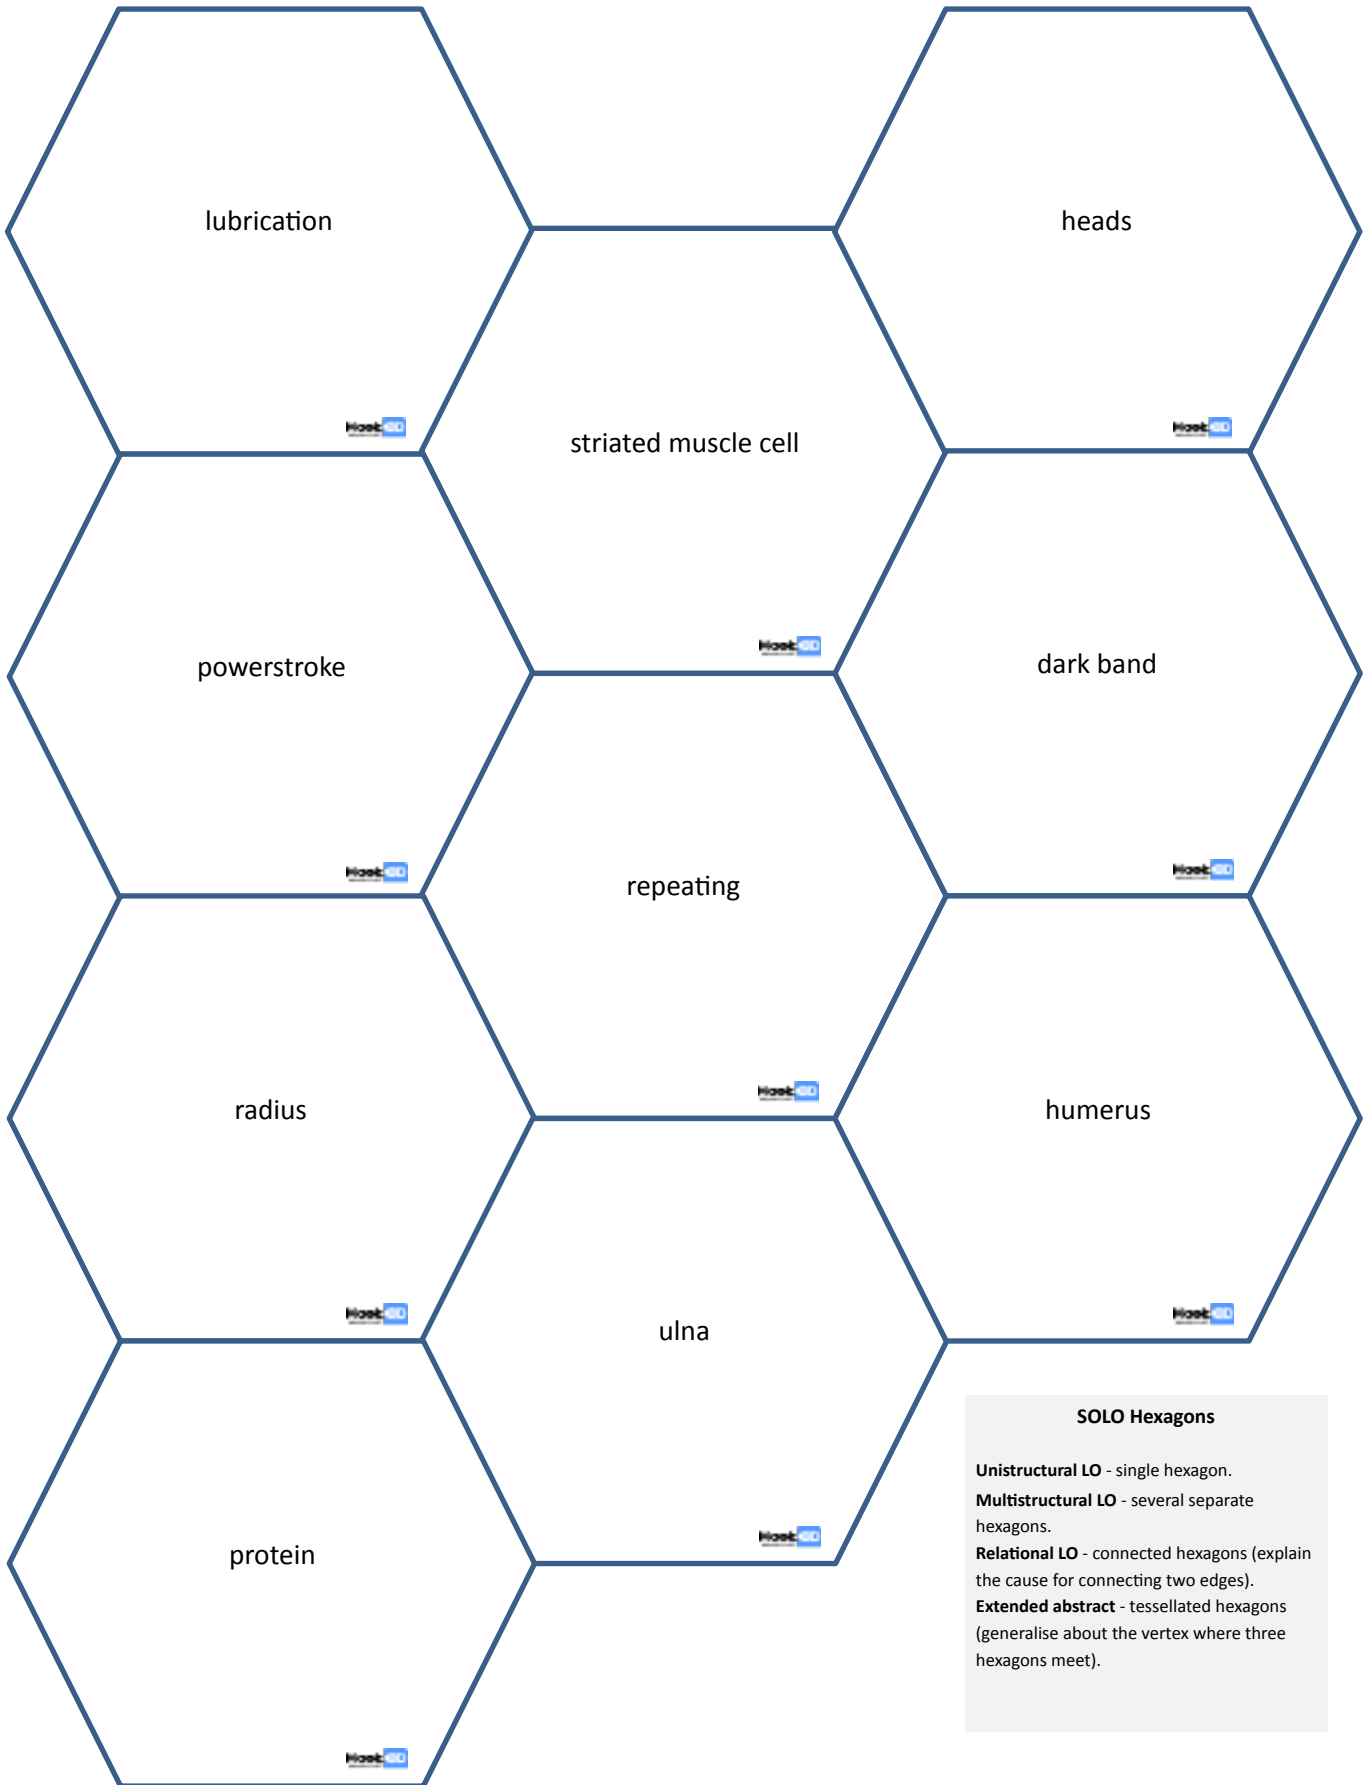 lubrication
heads
striated muscle cell
powerstroke
dark band
repeating
radius
humerus
ulna
protein
SOLO Hexagons
Unistructural LO - single hexagon.
Multistructural LO - several separate
hexagons.
Relational LO - connected hexagons (explain
the cause for connecting two edges).
Extended abstract - tessellated hexagons
(generalise about the vertex where three
hexagons meet).